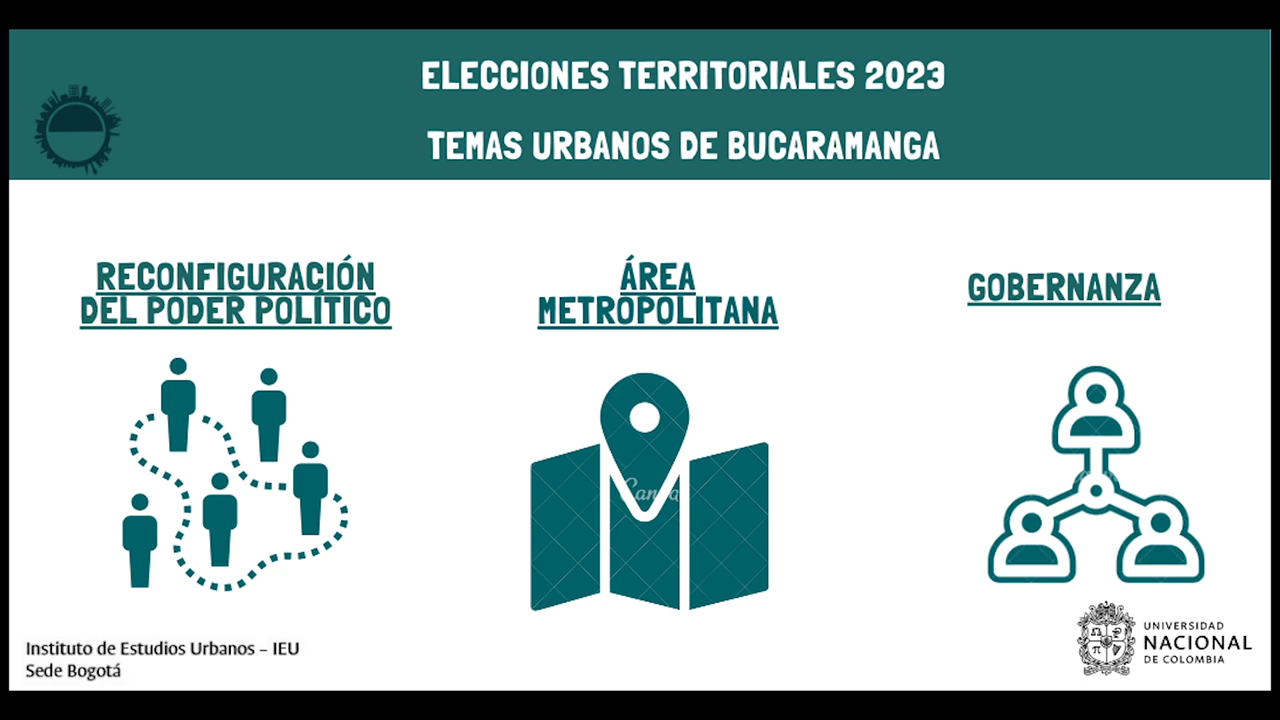 ELECCIONES TERRITORIALES 2023
TEMAS URBANOS DE BUCARAMANGA
RECONFIGURACIÓN
DEL PODER POLÍTICO
ÁREA
METROPOLITANA
GOBERNANZA
Canva
Instituto de Estudios Urbanos – IEU
Sede Bogotá
UNIVERSIDAD
NACIONAL
DE COLOMBIA